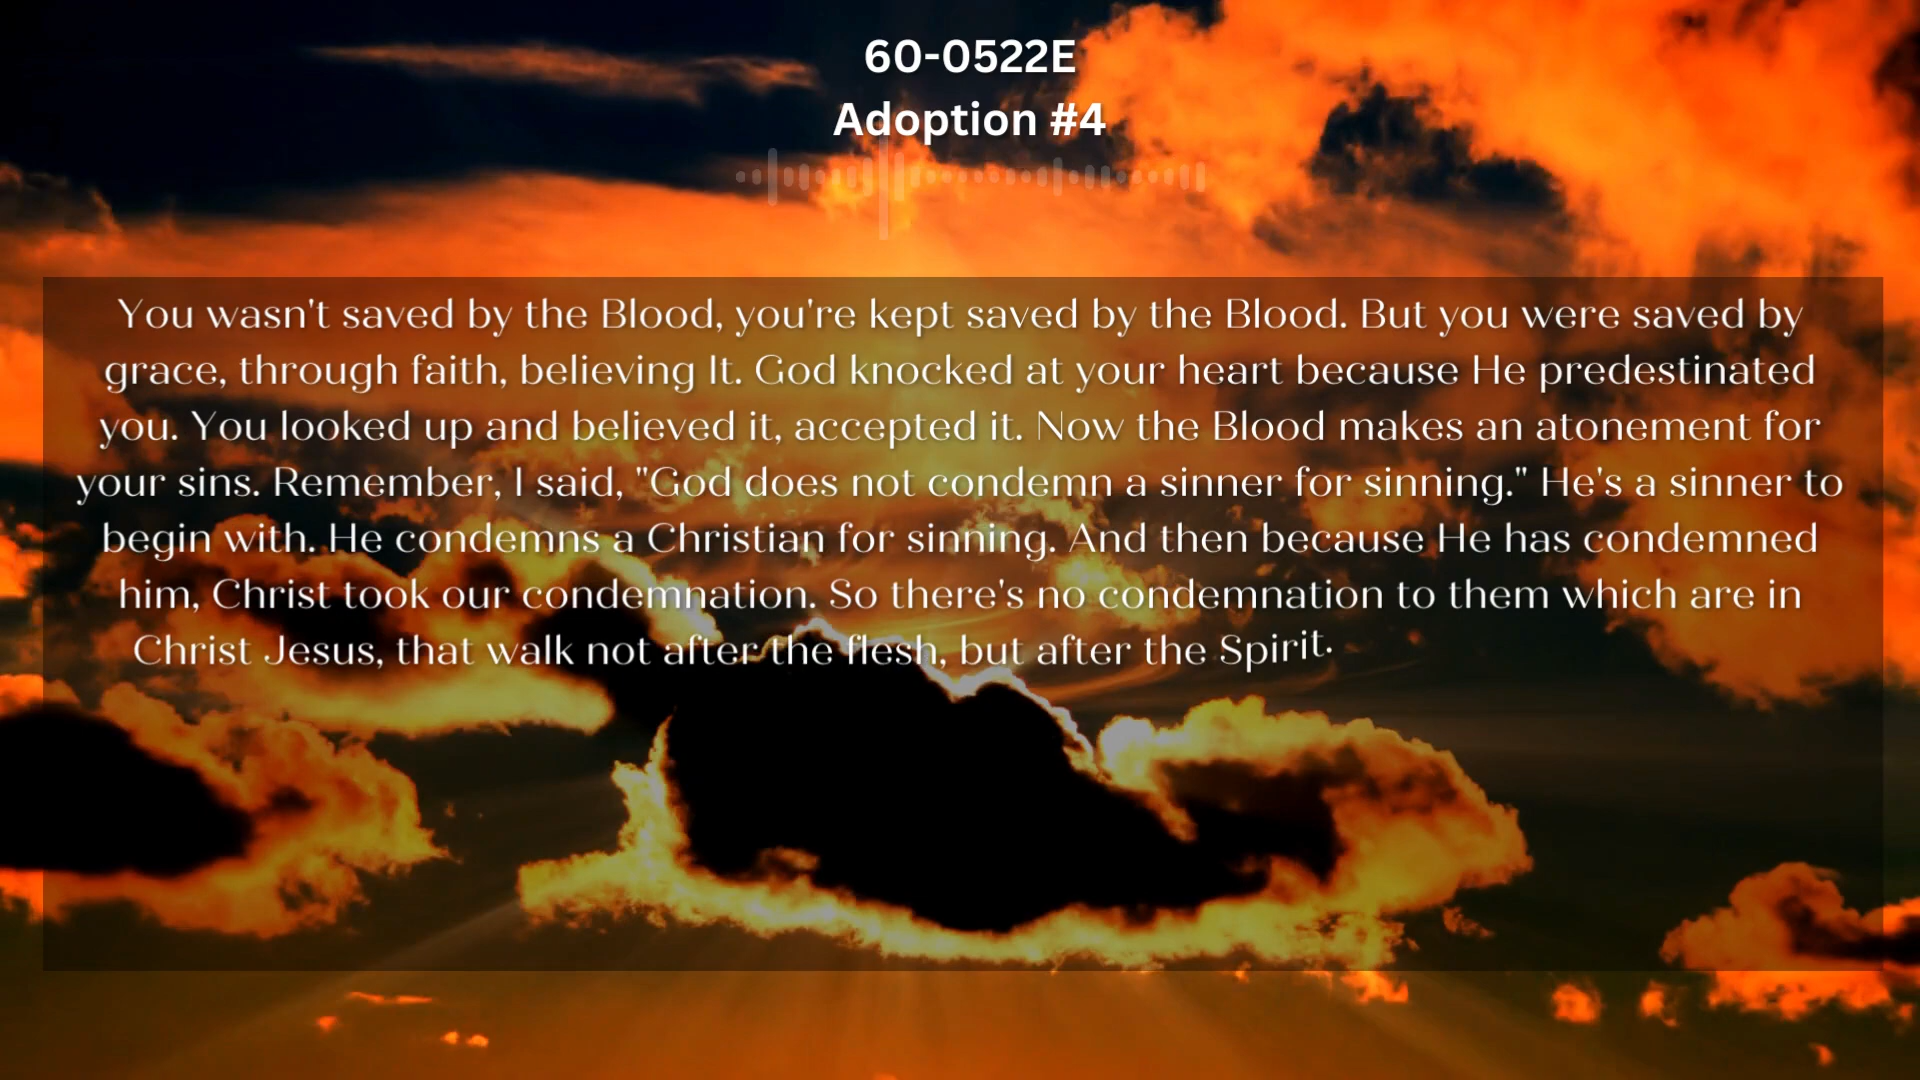 60-0522E
Adoption #4
You wasn't saved by the Blood, you're kept saved by the Blood. But you were saved by
grace, through faith, believing It. God knocked at your heart because He predestinated
you. You looked up and believed it, accepted it. Now the Blood makes an atonement for
your sins. Remember, I said, "God does not condemn a sinner for sinning." He's a sinner to
begin with. He condemns a Christian for sinning. And then because He has condemned
him, Christ took our condemnation. So there's no condemnation to them which are in
Christ Jesus, that walk not after the flesh, but after the Spirit.